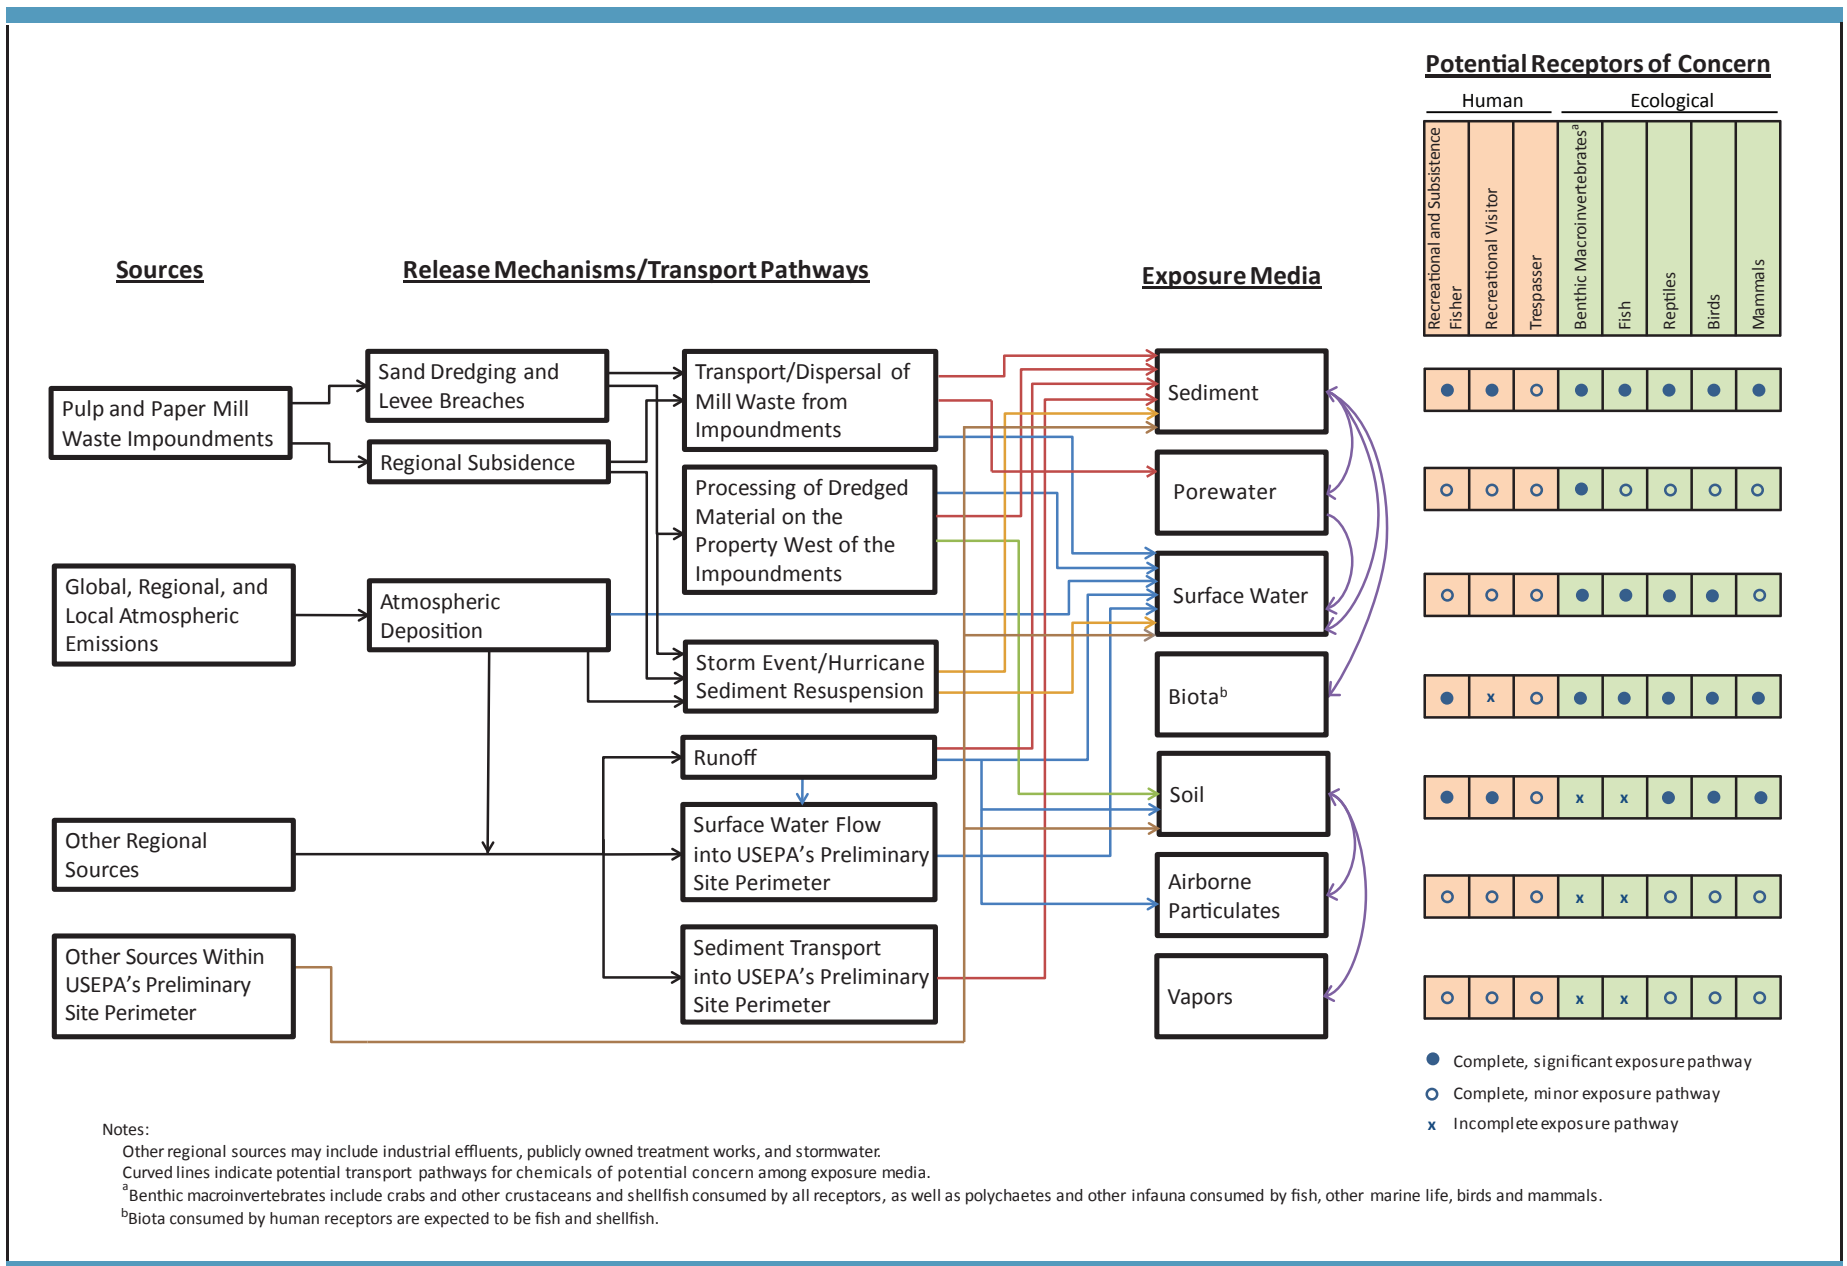 Potential Receptors of Concern
Human
Ecological
Recreational and Subsistence
Fisher
Recreational Visitor
Trespasser
Benthic Macroinvertebratesᵃ
Fish
Reptiles
Birds
Mammals
Sources
Release Mechanisms/Transport Pathways
Exposure Media
Pulp and Paper Mill
Waste Impoundments
Global, Regional, and
Local Atmospheric
Emissions
Other Regional
Sources
Other Sources Within
USEPA’s Preliminary
Site Perimeter
Sand Dredging and
Levee Breaches
Regional Subsidence
Atmospheric
Deposition
Transport/Dispersal of
Mill Waste from
Impoundments
Processing of Dredged
Material on the
Property West of the
Impoundments
Storm Event/Hurricane
Sediment Resuspension
Runoff
Surface Water Flow
into USEPA’s Preliminary
Site Perimeter
Sediment Transport
into USEPA’s Preliminary
Site Perimeter
Sediment
Porewater
Surface Water
Biotaᵇ
Soil
Airborne
Particulates
Vapors
x
x x
x x
x x
Complete, significant exposure pathway
Complete, minor exposure pathway
x Incomplete exposure pathway
Notes:
Other regional sources may include industrial effluents, publicly owned treatment works, and stormwater.
Curved lines indicate potential transport pathways for chemicals of potential concern among exposure media.
ᵃBenthic macroinvertebrates include crabs and other crustaceans and shellfish consumed by all receptors, as well as polychaetes and other infauna consumed by fish, other marine life, birds and mammals.
ᵇBiota consumed by human receptors are expected to be fish and shellfish.